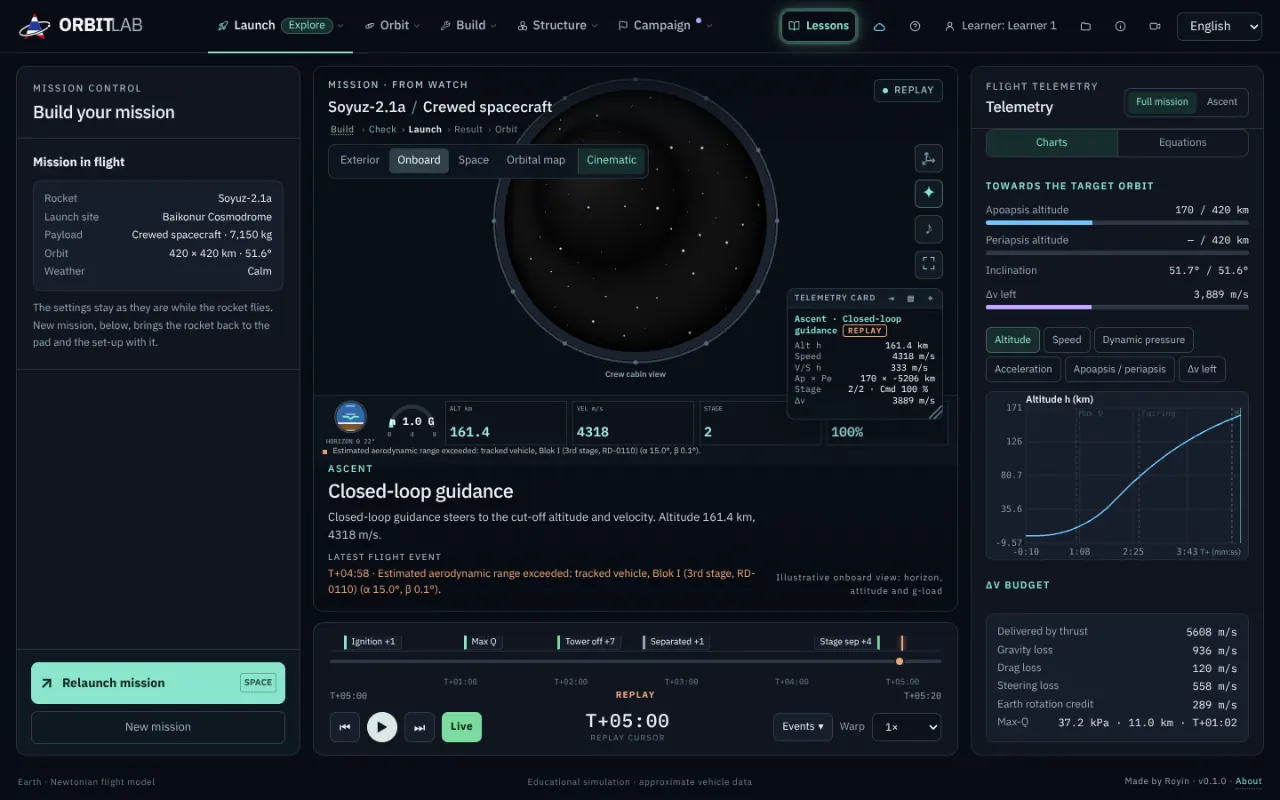 ORBITLAB
Launch Explore
Orbit
Build
Structure
Campaign
Lessons
Learner: Learner 1
English
MISSION CONTROL
Build your mission
Mission in flight
Rocket Soyuz-2.1a
Launch site Baikonur Cosmodrome
Payload Crewed spacecraft · 7,150 kg
Orbit 420 × 420 km · 51.6°
Weather Calm
The settings stay as they are while the rocket flies.
New mission, below, brings the rocket back to the
pad and the set-up with it.
Relaunch mission SPACE
New mission
MISSION · FROM WATCH
Soyuz-2.1a / Crewed spacecraft
REPLAY
Build › Check › Launch › Result › Orbit
Exterior Onboard Space Orbital map Cinematic
Crew cabin view
TELEMETRY CARD
Ascent · Closed-loop
guidance REPLAY
Alt h 161.4 km
Speed 4318 m/s
V/S ḣ 333 m/s
Ap × Pe 170 × -5206 km
Stage 2/2 · Cmd 100 %
Δv 3889 m/s
HORIZON 0 22°
1.0 G
0 4 8
ALT km
161.4
VEL m/s
4318
STAGE
2
100%
Estimated aerodynamic range exceeded: tracked vehicle, Blok I (3rd stage, RD-0110) (α 15.0°, β 0.1°).
ASCENT
Closed-loop guidance
Closed-loop guidance steers to the cut-off altitude and velocity. Altitude 161.4 km,
4318 m/s.
LATEST FLIGHT EVENT
T+04:58 · Estimated aerodynamic range exceeded: tracked vehicle, Blok I (3rd stage, RD-
0110) (α 15.0°, β 0.1°).
Illustrative onboard view: horizon,
attitude and g-load
Ignition +1 Max Q Tower off +7 Separated +1 Stage sep +4
T+01:00 T+02:00 T+03:00 T+04:00 T+05:00
T+05:00 REPLAY T+05:20
Live
T+05:00
REPLAY CURSOR
Events ▾ Warp 1×
FLIGHT TELEMETRY
Telemetry
Full mission Ascent
Charts Equations
TOWARDS THE TARGET ORBIT
Apoapsis altitude 170 / 420 km
Periapsis altitude — / 420 km
Inclination 51.7° / 51.6°
Δv left 3,889 m/s
Altitude Speed Dynamic pressure
Acceleration Apoapsis / periapsis Δv left
Altitude h (km)
171
126
80.7
35.6
-9.57
Max Q Fairing
-0:10 1:08 2:25 3:43 T+ (mm:ss)
ΔV BUDGET
Delivered by thrust 5608 m/s
Gravity loss 936 m/s
Drag loss 120 m/s
Steering loss 558 m/s
Earth rotation credit 289 m/s
Max-Q 37.2 kPa · 11.0 km · T+01:02
Earth · Newtonian flight model
Educational simulation · approximate vehicle data
Made by Royin · v0.1.0 · About